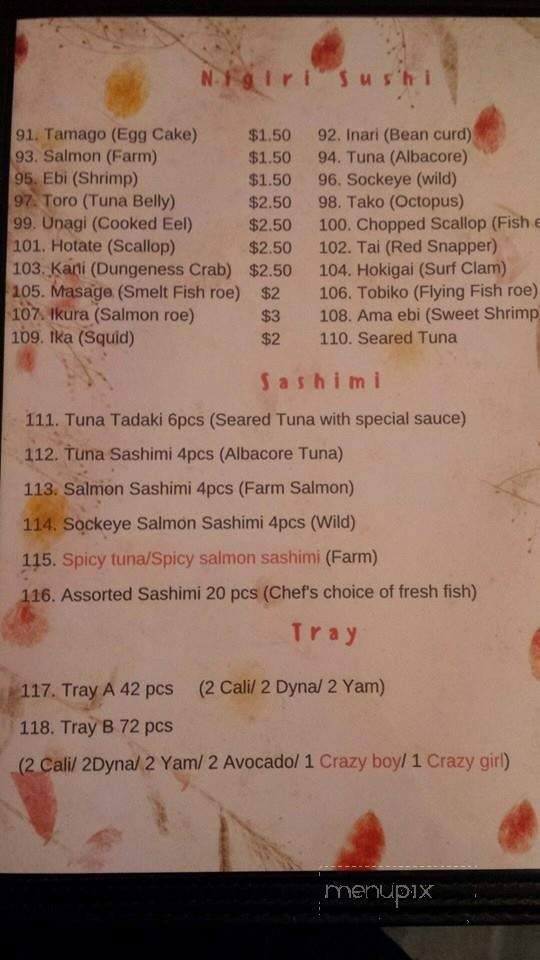 Nigiri Sushi
91. Tamago (Egg Cake) $1.50 92. Inari (Bean curd)
93. Salmon (Farm) $1.50 94. Tuna (Albacore)
95. Ebi (Shrimp) $1.50 96. Sockeye (wild)
97. Toro (Tuna Belly) $2.50 98. Tako (Octopus)
99. Unagi (Cooked Eel) $2.50 100. Chopped Scallop (Fish e
101. Hotate (Scallop) $2.50 102. Tai (Red Snapper)
103. Kani (Dungeness Crab) $2.50 104. Hokigai (Surf Clam)
105. Masago (Smelt Fish roe) $2 106. Tobiko (Flying Fish roe)
107. Ikura (Salmon roe) $3 108. Ama ebi (Sweet Shrimp
109. Ika (Squid) $2 110. Seared Tuna
Sashimi
111. Tuna Tadaki 6pcs (Seared Tuna with special sauce)
112. Tuna Sashimi 4pcs (Albacore Tuna)
113. Salmon Sashimi 4pcs (Farm Salmon)
114. Sockeye Salmon Sashimi 4pcs (Wild)
115. Spicy tuna/Spicy salmon sashimi (Farm)
116. Assorted Sashimi 20 pcs (Chef's choice of fresh fish)
Tray
117. Tray A 42 pcs (2 Cali/ 2 Dyna/ 2 Yam)
118. Tray B 72 pcs
(2 Cali/ 2Dyna/ 2 Yam/ 2 Avocado/ 1 Crazy boy/ 1 Crazy girl)
menupix